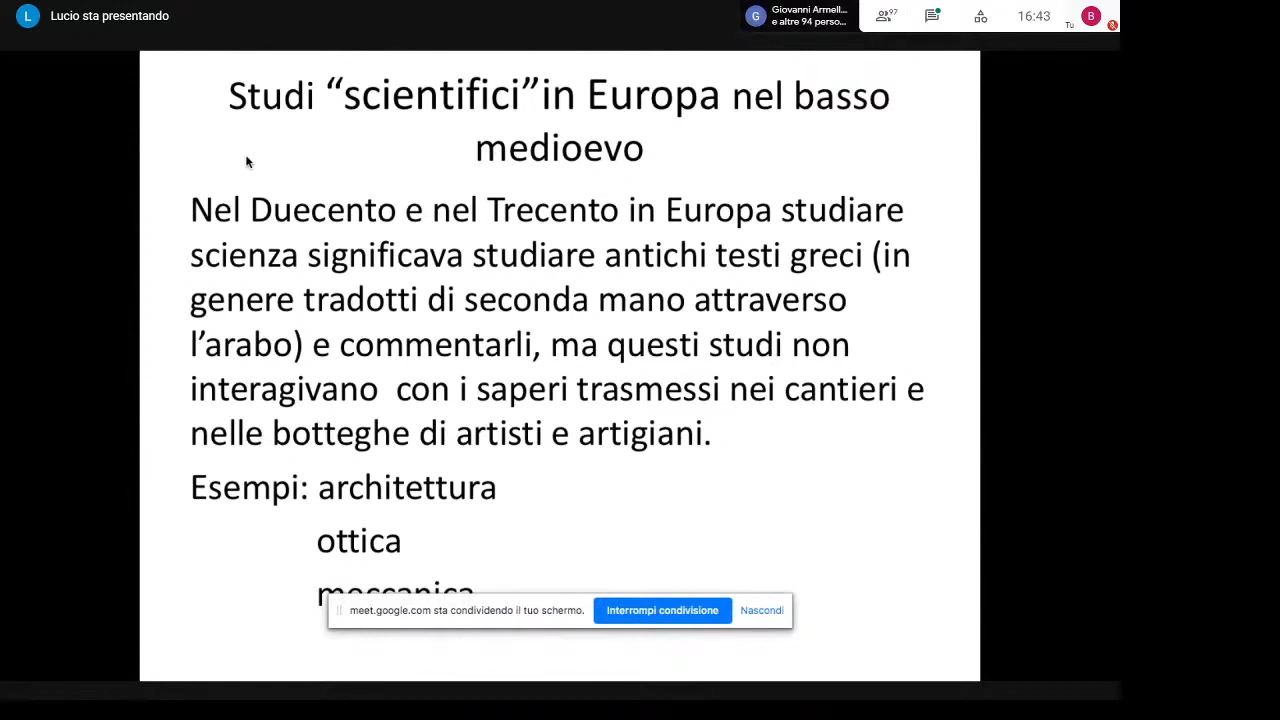 L Lucio sta presentando
G Giovanni Armell...
e altre 94 perso...
97
16:43
Tu
B
Studi “scientifici”in Europa nel basso
medioevo
Nel Duecento e nel Trecento in Europa studiare
scienza significava studiare antichi testi greci (in
genere tradotti di seconda mano attraverso
l’arabo) e commentarli, ma questi studi non
interagivano con i saperi trasmessi nei cantieri e
nelle botteghe di artisti e artigiani.
Esempi: architettura
ottica
meccanica
meet.google.com sta condividendo il tuo schermo.
Interrompi condivisione
Nascondi